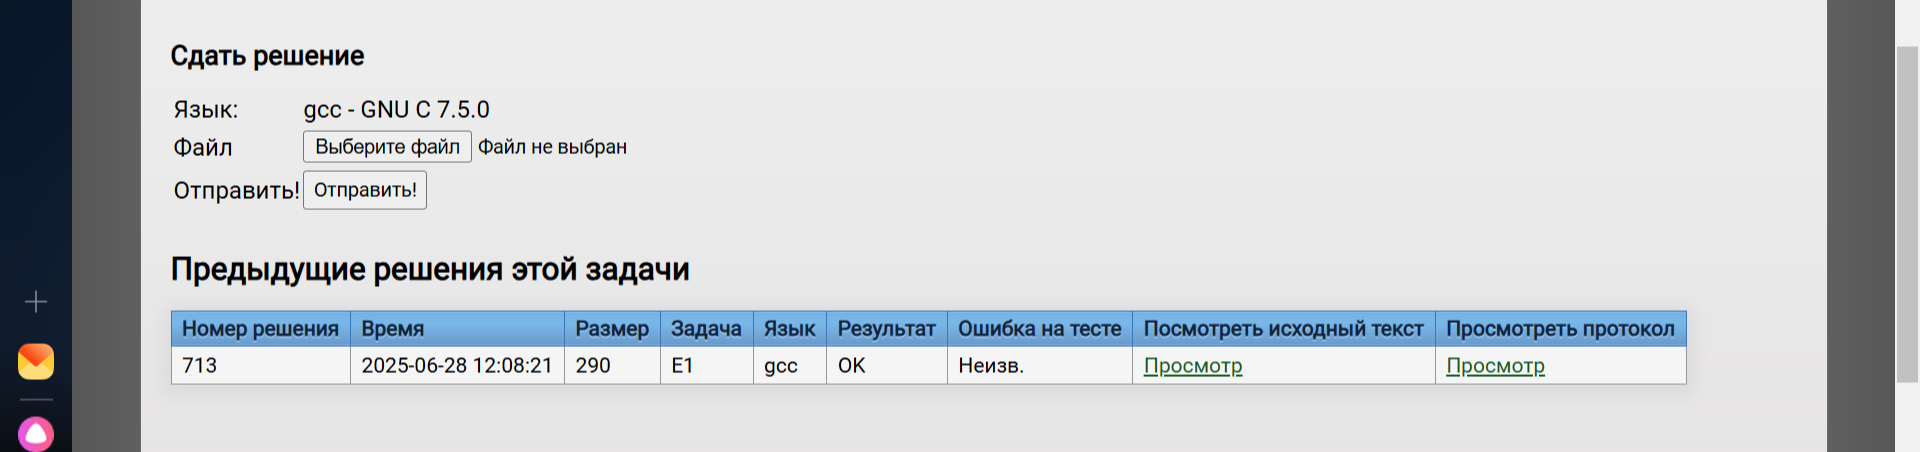 Сдать решение
Язык: gcc - GNU C 7.5.0
Файл Выберите файл Файл не выбран
Отправить! Отправить!
Предыдущие решения этой задачи
Номер решения Время Размер Задача Язык Результат Ошибка на тесте Посмотреть исходный текст Просмотреть протокол
713 2025-06-28 12:08:21 290 E1 gcc OK Неизв. Просмотр Просмотр